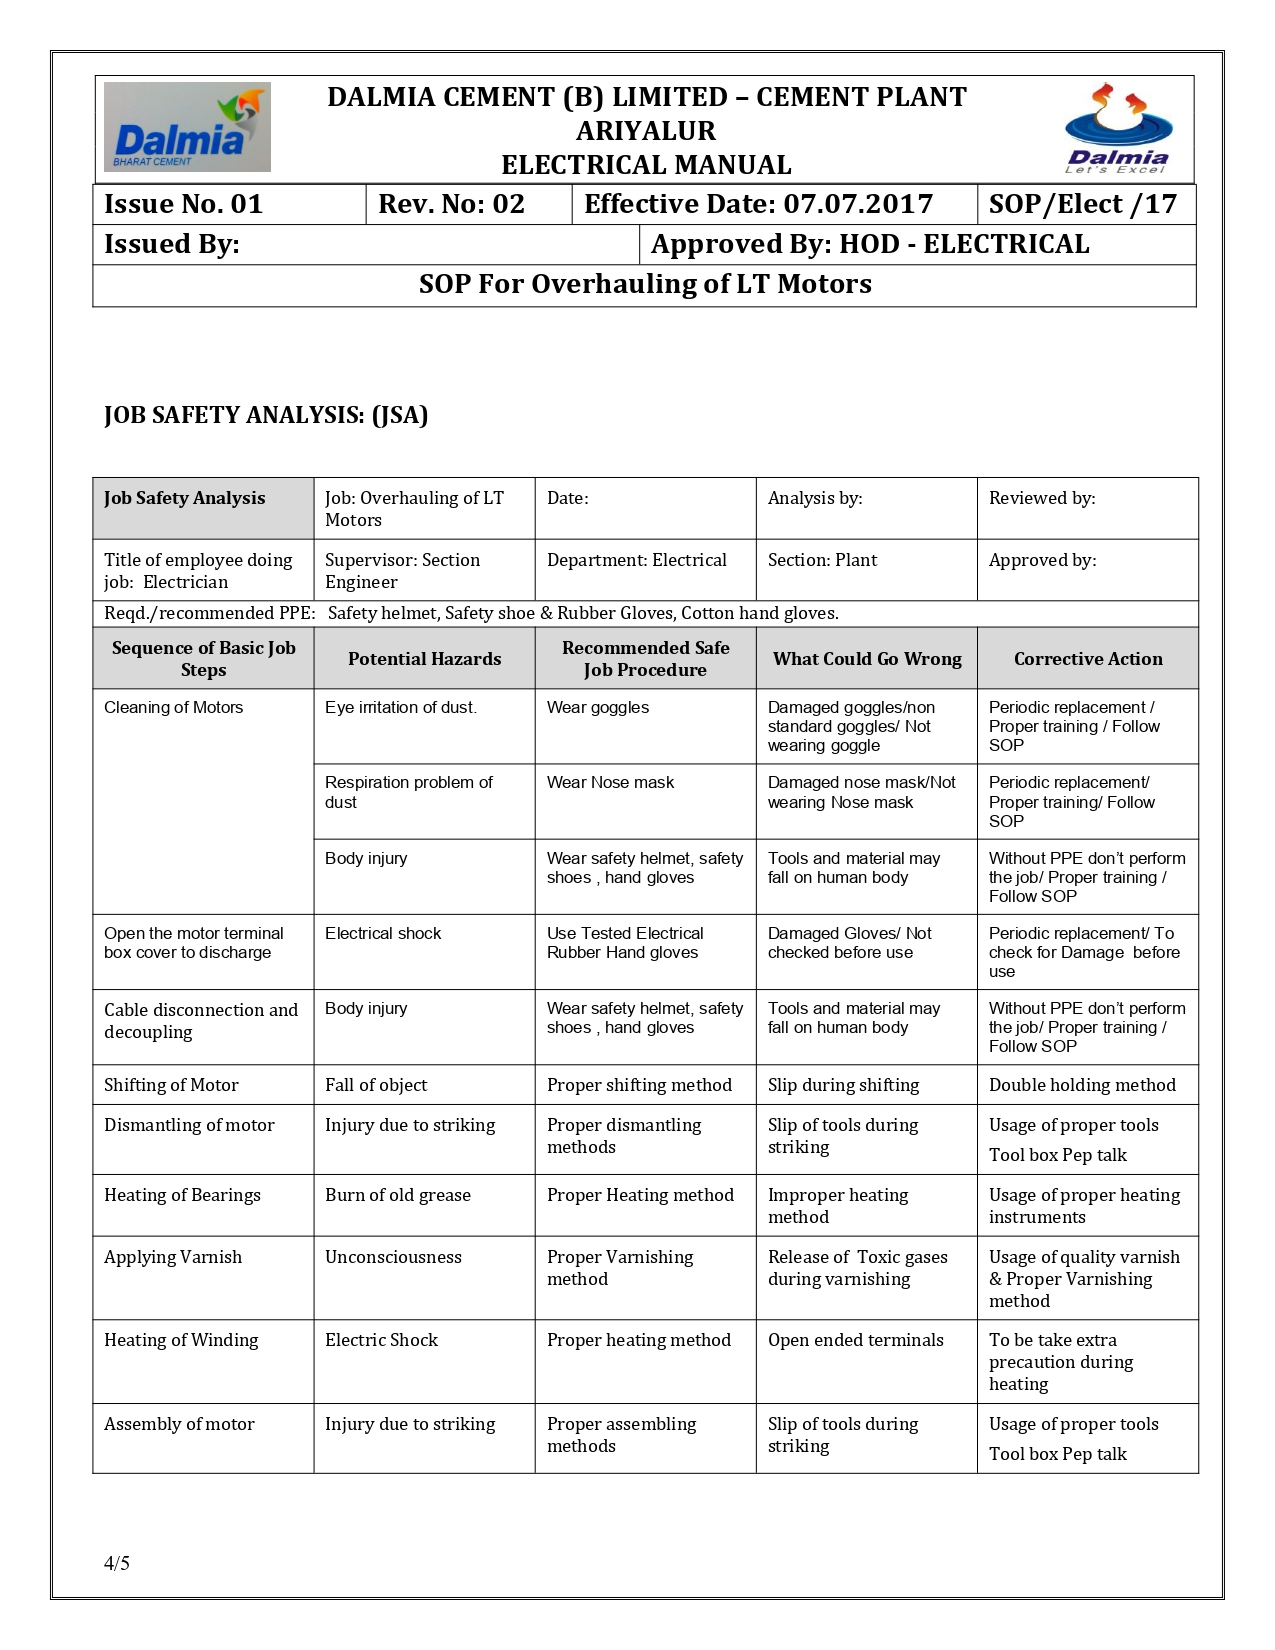 Dalmia
BHARAT CEMENT
DALMIA CEMENT (B) LIMITED – CEMENT PLANT
ARIYALUR
ELECTRICAL MANUAL
Dalmia
Let's Excel
Issue No. 01 Rev. No: 02 Effective Date: 07.07.2017 SOP/Elect /17
Issued By: Approved By: HOD - ELECTRICAL
SOP For Overhauling of LT Motors
JOB SAFETY ANALYSIS: (JSA)
Job Safety Analysis
Job: Overhauling of LT
Motors
Date:
Analysis by:
Reviewed by:
Title of employee doing
job:  Electrician
Supervisor: Section
Engineer
Department: Electrical
Section: Plant
Approved by:
Reqd./recommended PPE:   Safety helmet, Safety shoe & Rubber Gloves, Cotton hand gloves.
Sequence of Basic Job
Steps
Potential Hazards
Recommended Safe
Job Procedure
What Could Go Wrong
Corrective Action
Cleaning of Motors
Eye irritation of dust.
Wear goggles
Damaged goggles/non
standard goggles/ Not
wearing goggle
Periodic replacement /
Proper training / Follow
SOP
Respiration problem of
dust
Wear Nose mask
Damaged nose mask/Not
wearing Nose mask
Periodic replacement/
Proper training/ Follow
SOP
Body injury
Wear safety helmet, safety
shoes , hand gloves
Tools and material may
fall on human body
Without PPE don’t perform
the job/ Proper training /
Follow SOP
Open the motor terminal
box cover to discharge
Electrical shock
Use Tested Electrical
Rubber Hand gloves
Damaged Gloves/ Not
checked before use
Periodic replacement/ To
check for Damage  before
use
Cable disconnection and
decoupling
Body injury
Wear safety helmet, safety
shoes , hand gloves
Tools and material may
fall on human body
Without PPE don’t perform
the job/ Proper training /
Follow SOP
Shifting of Motor
Fall of object
Proper shifting method
Slip during shifting
Double holding method
Dismantling of motor
Injury due to striking
Proper dismantling
methods
Slip of tools during
striking
Usage of proper tools
Tool box Pep talk
Heating of Bearings
Burn of old grease
Proper Heating method
Improper heating
method
Usage of proper heating
instruments
Applying Varnish
Unconsciousness
Proper Varnishing
method
Release of  Toxic gases
during varnishing
Usage of quality varnish
& Proper Varnishing
method
Heating of Winding
Electric Shock
Proper heating method
Open ended terminals
To be take extra
precaution during
heating
Assembly of motor
Injury due to striking
Proper assembling
methods
Slip of tools during
striking
Usage of proper tools
Tool box Pep talk
4/5